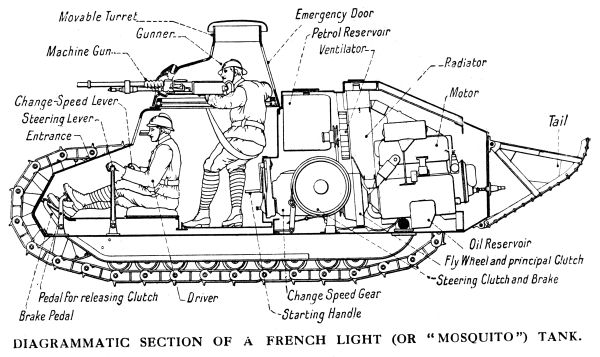 Movable Turret
Gunner
Machine Gun
Change-Speed Lever
Steering Lever
Entrance
Emergency Door
Petrol Reservoir
Ventilator
Radiator
Motor
Tail
Oil Reservoir
Fly Wheel and principal Clutch
Steering Clutch and Brake
Change Speed Gear
Starting Handle
Driver
Pedal For releasing Clutch
Brake Pedal
DIAGRAMMATIC SECTION OF A FRENCH LIGHT (OR "MOSQUITO") TANK.